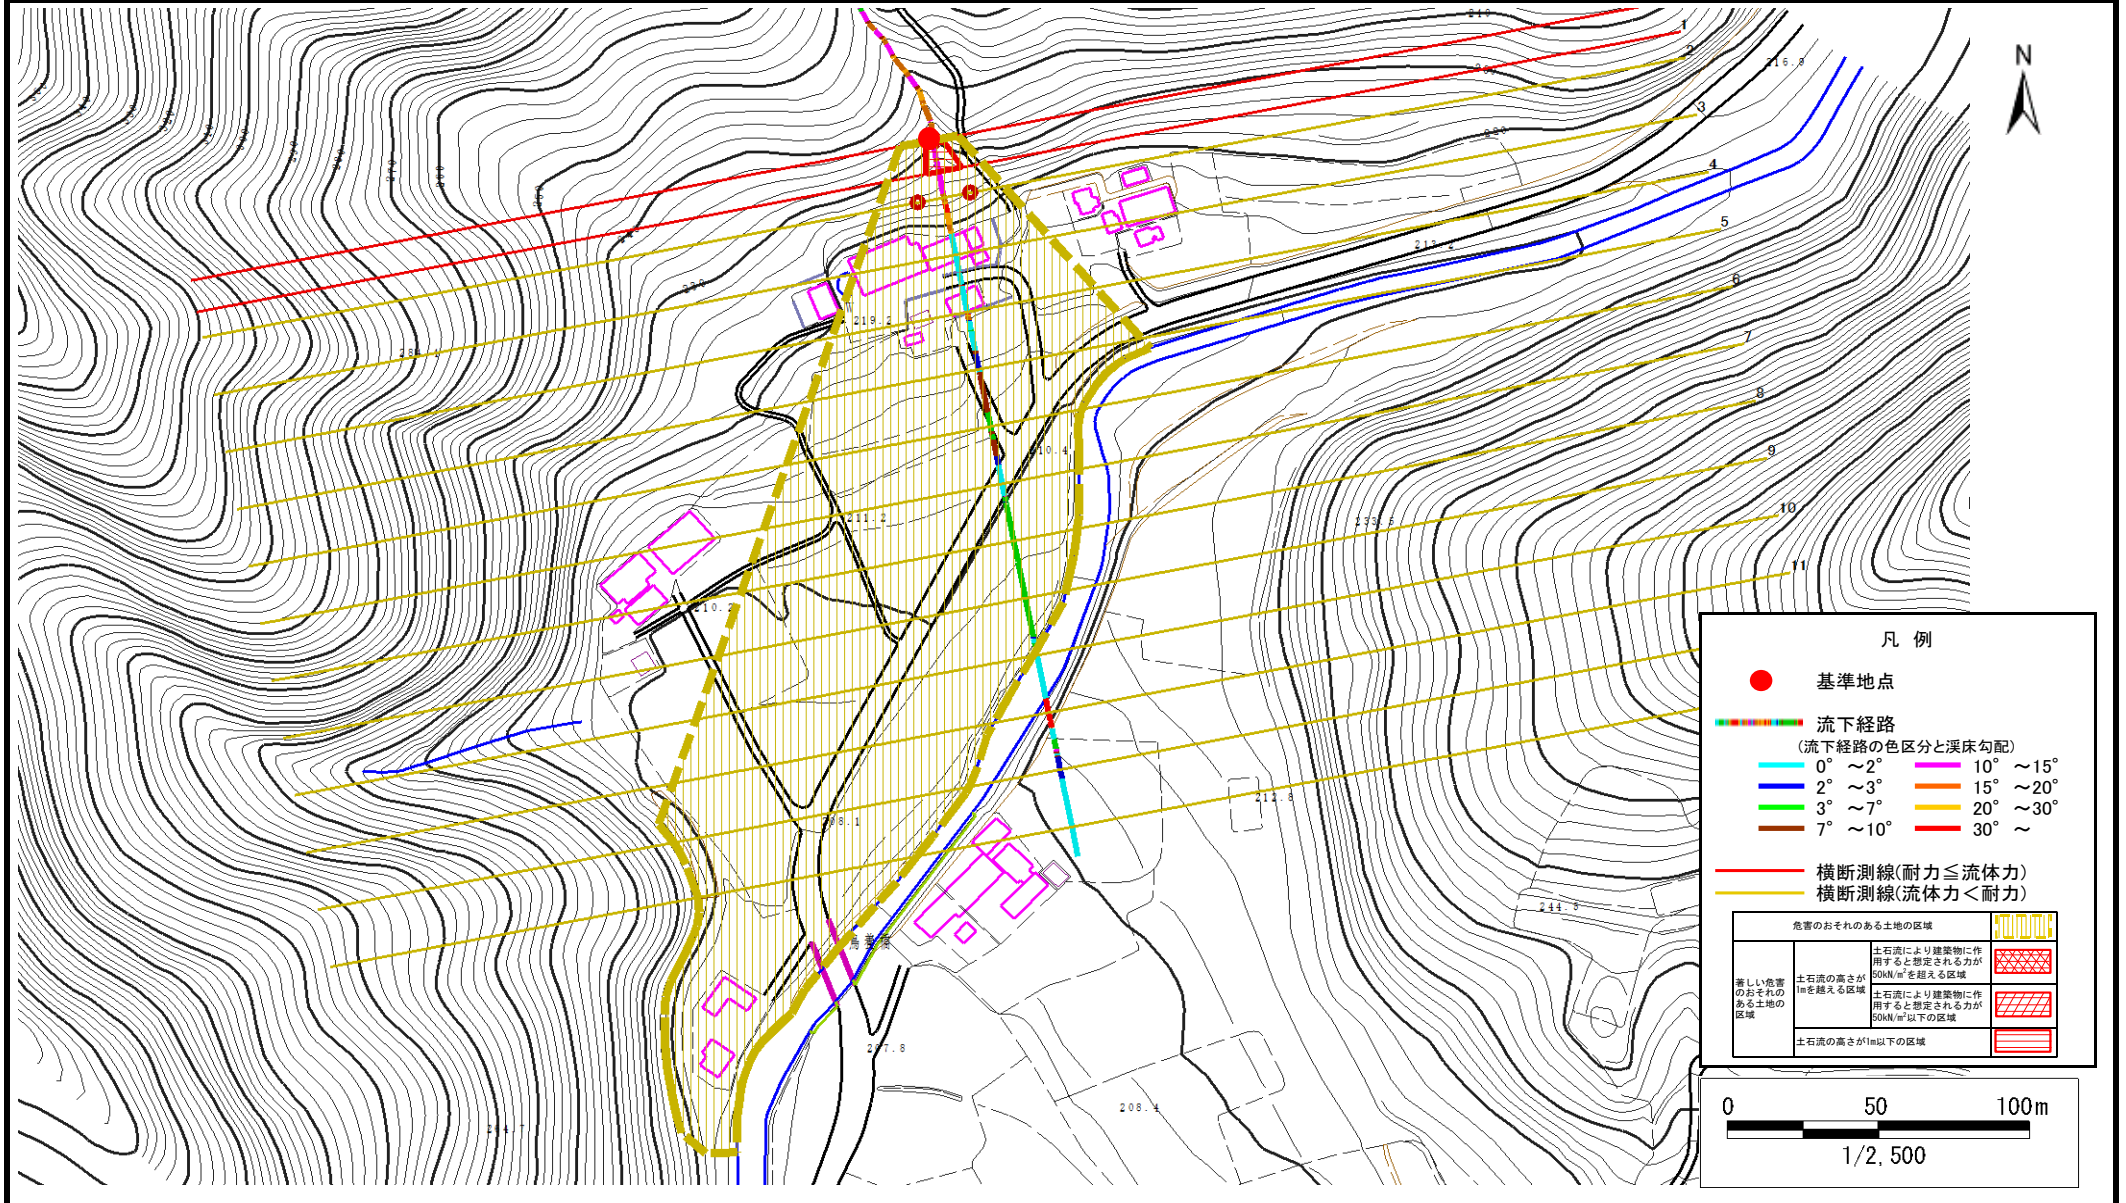 N
1
2
3
4
5
6
7
8
9
10
11
216.9
213.2
219.2
210.4
211.2
210.2
233.5
212.8
208.1
244.3
207.8
208.4
264.7
凡 例
基準地点
流下経路
(流下経路の色区分と渓床勾配)
0° ～2° 10° ～15°
2° ～3° 15° ～20°
3° ～7° 20° ～30°
7° ～10° 30° ～
横断測線(耐力≦流体力)
横断測線(流体力＜耐力)
危害のおそれのある土地の区域
著しい危害
のおそれの
ある土地の
区域
土石流の高さが
1mを越える区域
土石流により建築物に作
用すると想定される力が
50kN/m²を超える区域
土石流により建築物に作
用すると想定される力が
50kN/m²以下の区域
土石流の高さが1m以下の区域
0 50 100m
1/2,500